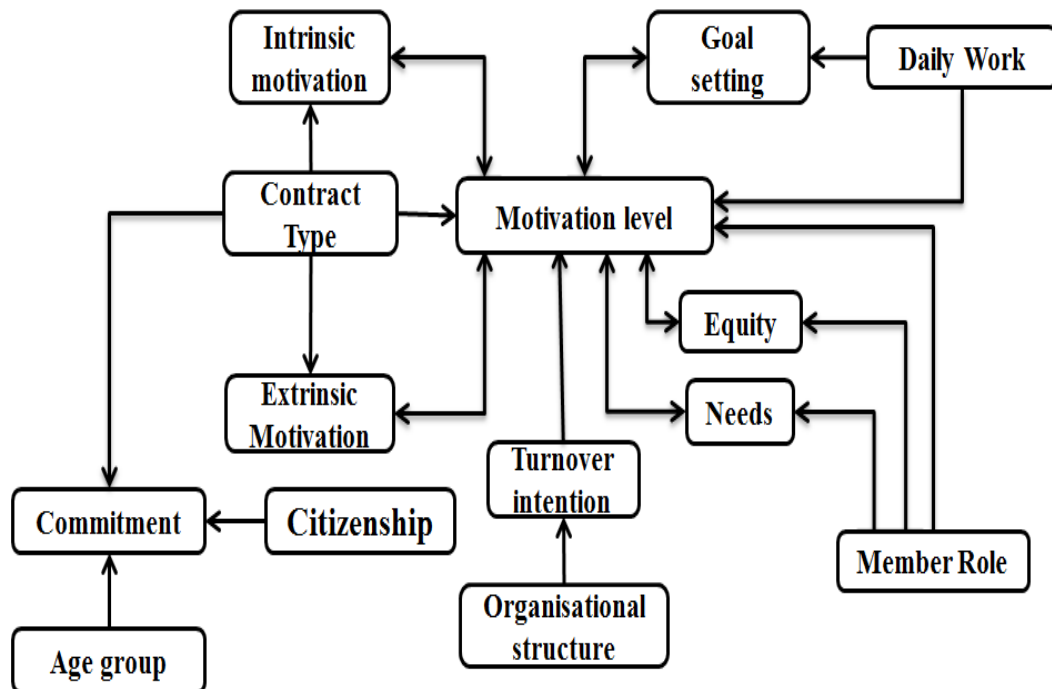 Intrinsic
motivation
Goal
setting
Daily Work
Contract
Type
Motivation level
Equity
Extrinsic
Motivation
Needs
Turnover
intention
Commitment
Citizenship
Member Role
Organisational
structure
Age group